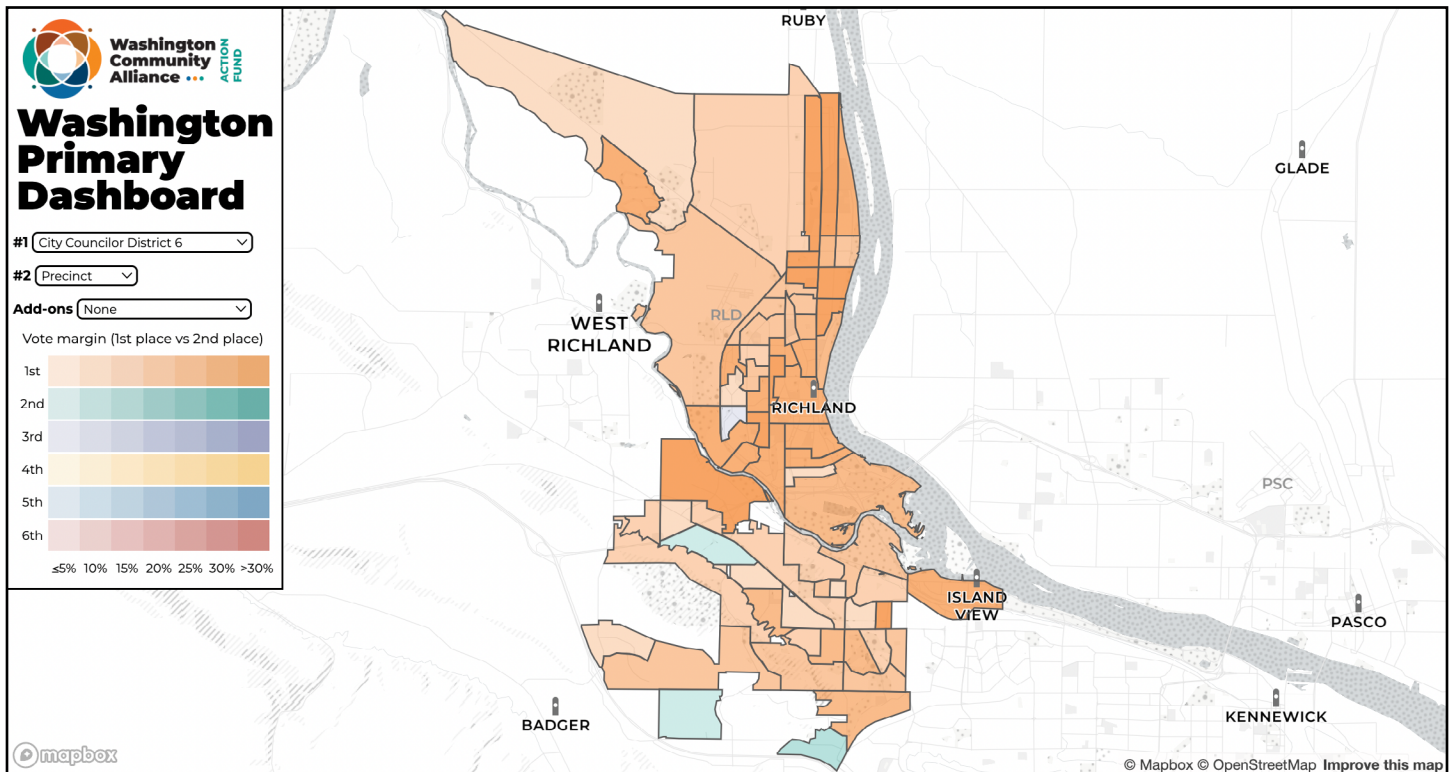 Washington
Community
Alliance
ACTION
FUND
Washington
Primary
Dashboard
#1 City Councilor District 6
#2 Precinct
Add-ons None
Vote margin (1st place vs 2nd place)
1st
2nd
3rd
4th
5th
6th
≤5% 10% 15% 20% 25% 30% >30%
RUBY
GLADE
WEST
RICHLAND
RLD
RICHLAND
PSC
ISLAND
VIEW
PASCO
BADGER
KENNEWICK
mapbox
© Mapbox © OpenStreetMap Improve this map